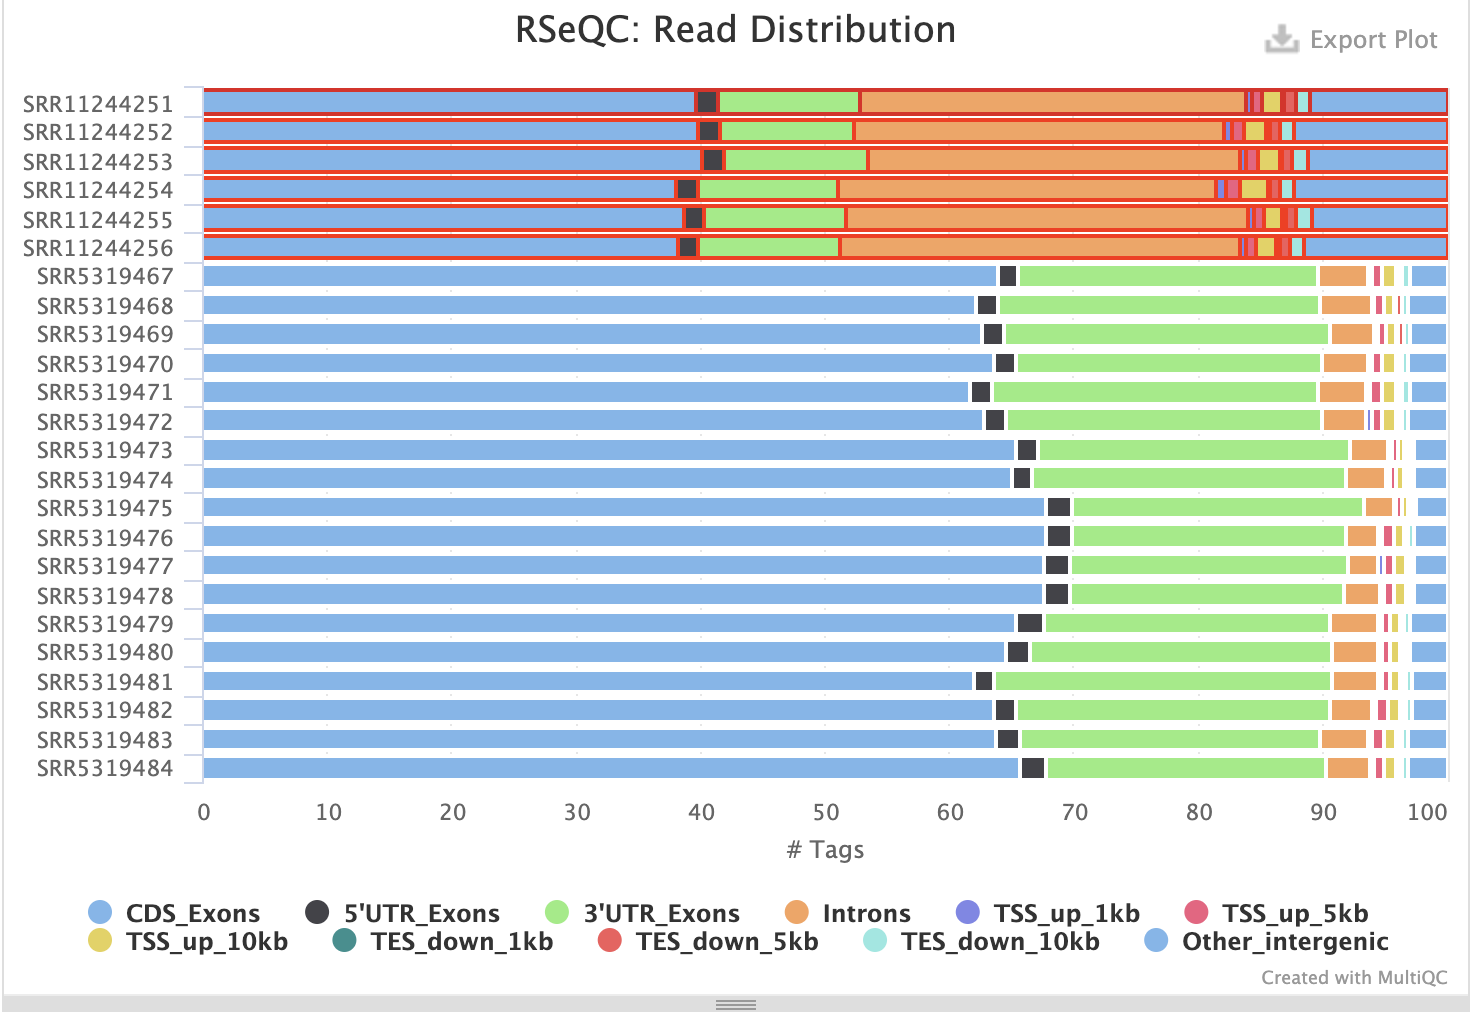 RSeQC: Read Distribution
Export Plot
SRR11244251
SRR11244252
SRR11244253
SRR11244254
SRR11244255
SRR11244256
SRR5319467
SRR5319468
SRR5319469
SRR5319470
SRR5319471
SRR5319472
SRR5319473
SRR5319474
SRR5319475
SRR5319476
SRR5319477
SRR5319478
SRR5319479
SRR5319480
SRR5319481
SRR5319482
SRR5319483
SRR5319484
0 10 20 30 40 50 60 70 80 90 100
# Tags
CDS_Exons 5'UTR_Exons 3'UTR_Exons Introns TSS_up_1kb TSS_up_5kb
TSS_up_10kb TES_down_1kb TES_down_5kb TES_down_10kb Other_intergenic
Created with MultiQC